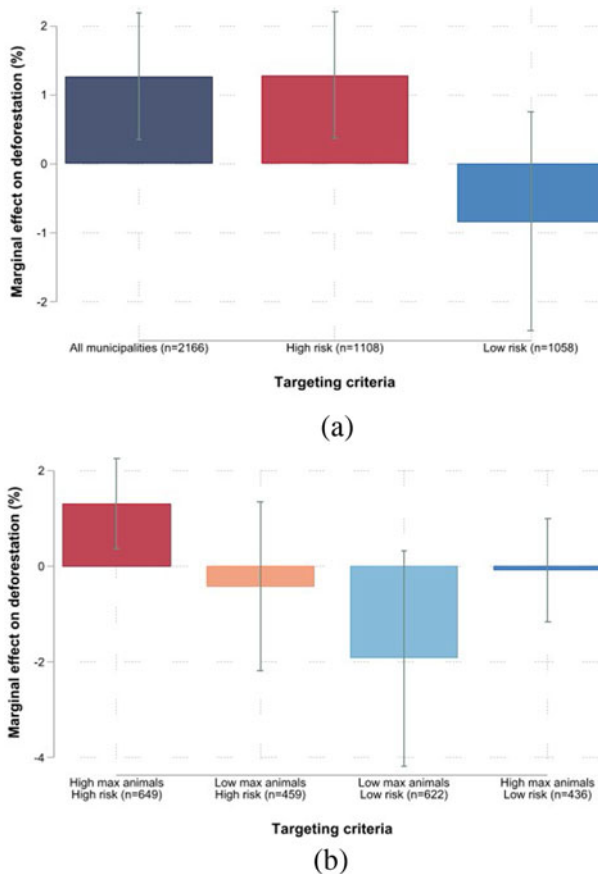 Marginal effect on deforestation (%)
2
1
0
-1
-2
All municipalities (n=2166)
High risk (n=1108)
Low risk (n=1058)
Targeting criteria
(a)
Marginal effect on deforestation (%)
2
0
-2
-4
High max animals
High risk (n=649)
Low max animals
High risk (n=459)
Low max animals
Low risk (n=622)
High max animals
Low risk (n=436)
Targeting criteria
(b)